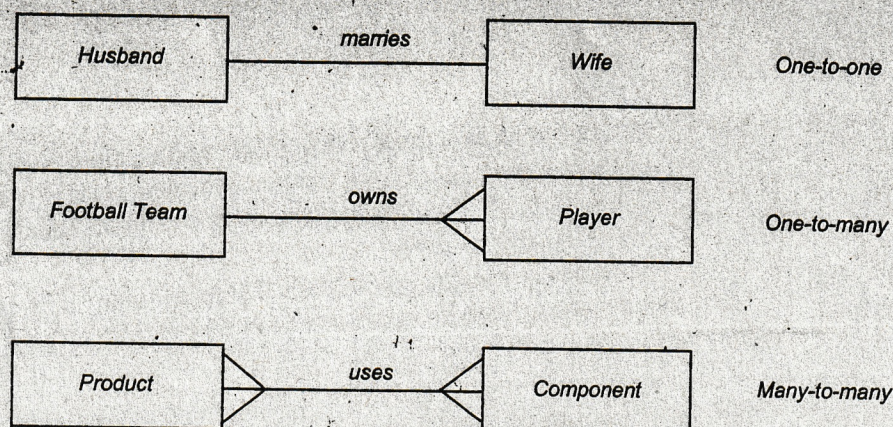 Husband marries Wife One-to-one
Football Team owns Player One-to-many
Product uses Component Many-to-many